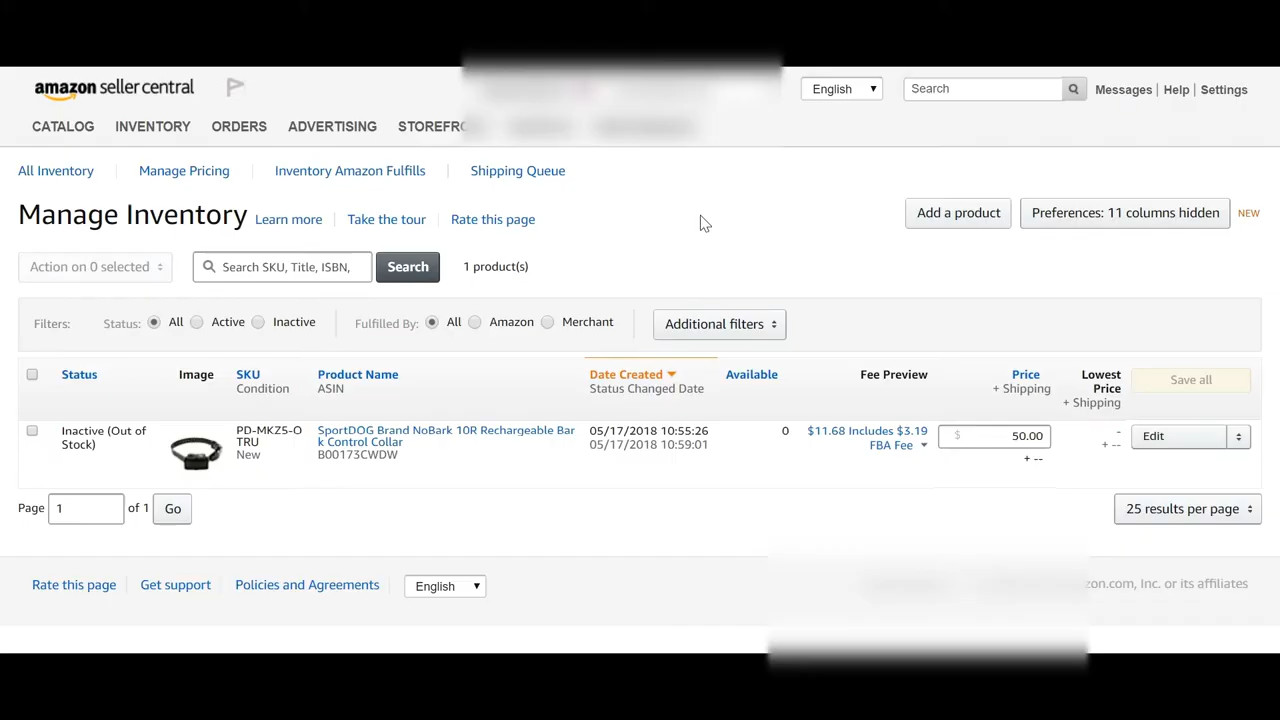 amazon seller central
English
Search
Messages | Help | Settings
CATALOG INVENTORY ORDERS ADVERTISING
All Inventory Manage Pricing Inventory Amazon Fulfills Shipping Queue
Manage Inventory Learn more Take the tour Rate this page
Add a product Preferences: 11 columns hidden NEW
Action on 0 selected Search SKU, Title, ISBN, Search 1 product(s)
Filters: Status: All Active Inactive Fulfilled By: All Amazon Merchant Additional filters
Status Image SKU Product Name Date Created Available Fee Preview Price Lowest Save all
Condition ASIN Status Changed Date + Shipping Price
+ Shipping
Inactive (Out of PD-MKZ5-O SportDOG Brand NoBark 10R Rechargeable Bar 05/17/2018 10:55:26 0 $11.68 Includes $3.19 $ 50.00 - Edit
Stock) TRU k Control Collar 05/17/2018 10:59:01 FBA Fee + --
New B00173CWDW + --
Page 1 of 1 Go 25 results per page
Rate this page Get support Policies and Agreements English Inc. or its affiliates